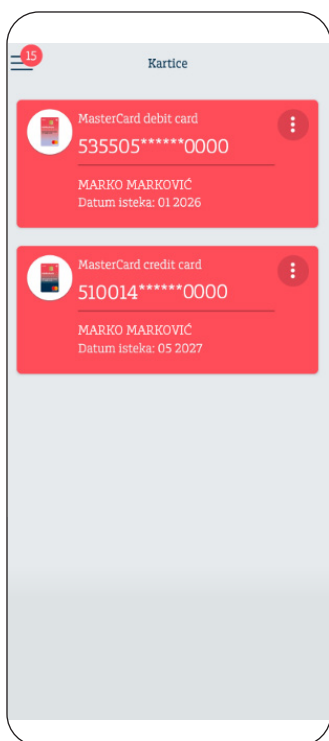 15
Kartice
MasterCard debit card
535505******0000
MARKO MARKOVIĆ
Datum isteka: 01 2026
MasterCard credit card
510014******0000
MARKO MARKOVIĆ
Datum isteka: 05 2027